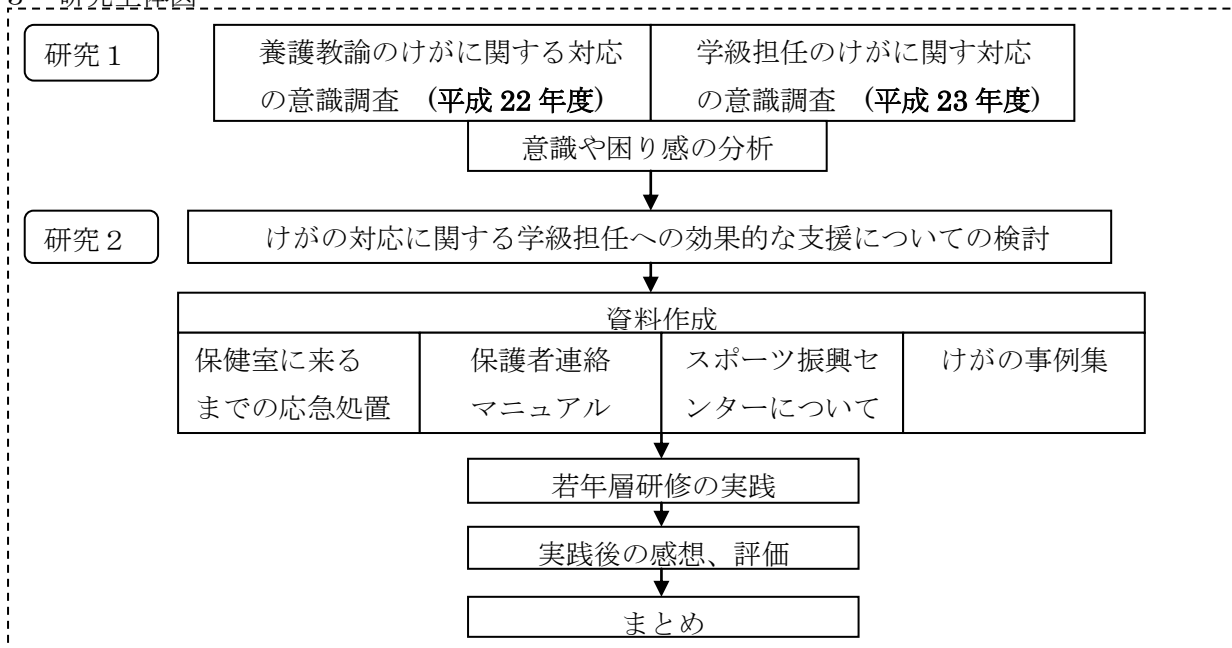 研究１
養護教諭のけがに関する対応
の意識調査　(平成 22 年度)
学級担任のけがに関す対応
の意識調査　(平成 23 年度)
意識や困り感の分析
研究２
けがの対応に関する学級担任への効果的な支援についての検討
資料作成
保健室に来る
までの応急処置
保護者連絡
マニュアル
スポーツ振興セ
ンターについて
けがの事例集
若年層研修の実践
実践後の感想、評価
まとめ